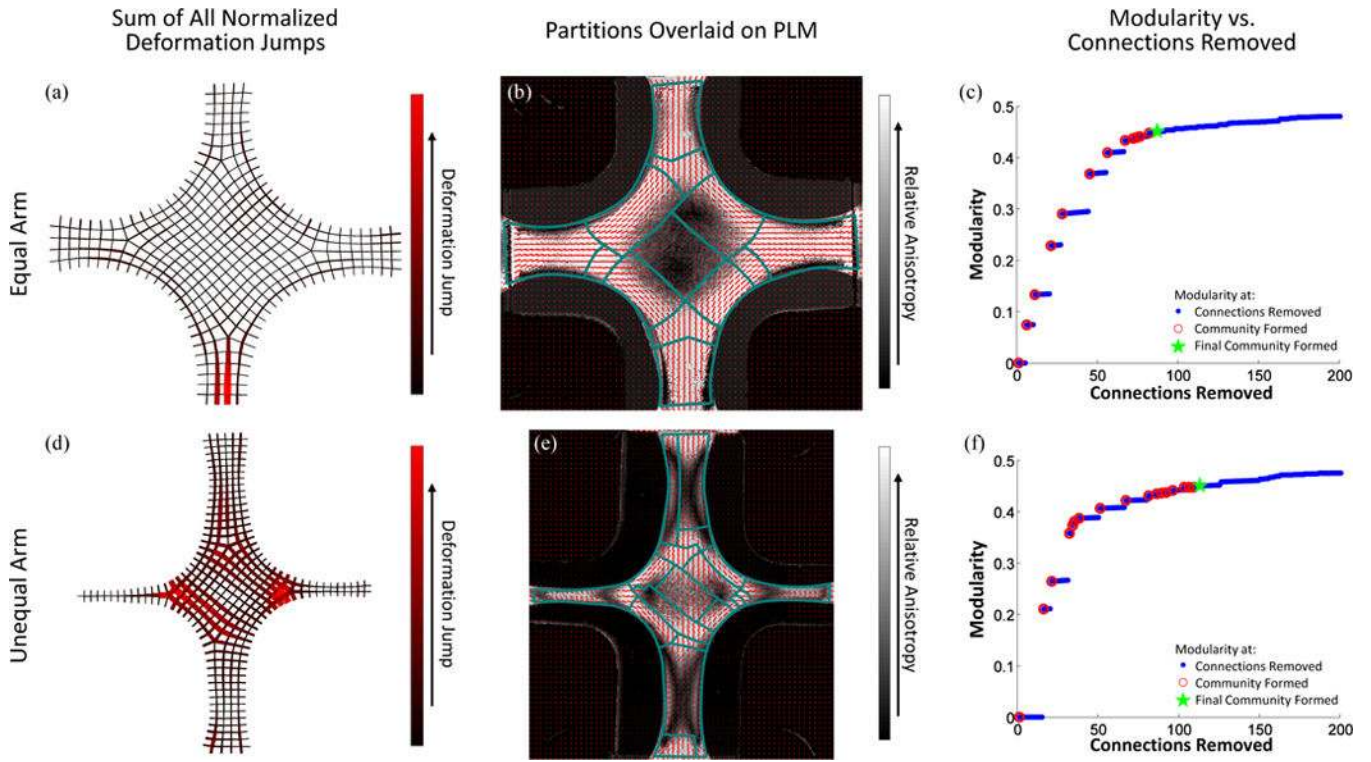 Sum of All Normalized
Deformation Jumps
Partitions Overlaid on PLM
Modularity vs.
Connections Removed
Equal Arm
(a)
Deformation Jump
(b)
Relative Anisotropy
(c)
0.5
0.4
0.3
0.2
0.1
0
Modularity
Modularity at:
Connections Removed
Community Formed
Final Community Formed
0 50 100 150 200
Connections Removed
Unequal Arm
(d)
Deformation Jump
(e)
Relative Anisotropy
(f)
0.5
0.4
0.3
0.2
0.1
0
Modularity
Modularity at:
Connections Removed
Community Formed
Final Community Formed
0 50 100 150 200
Connections Removed